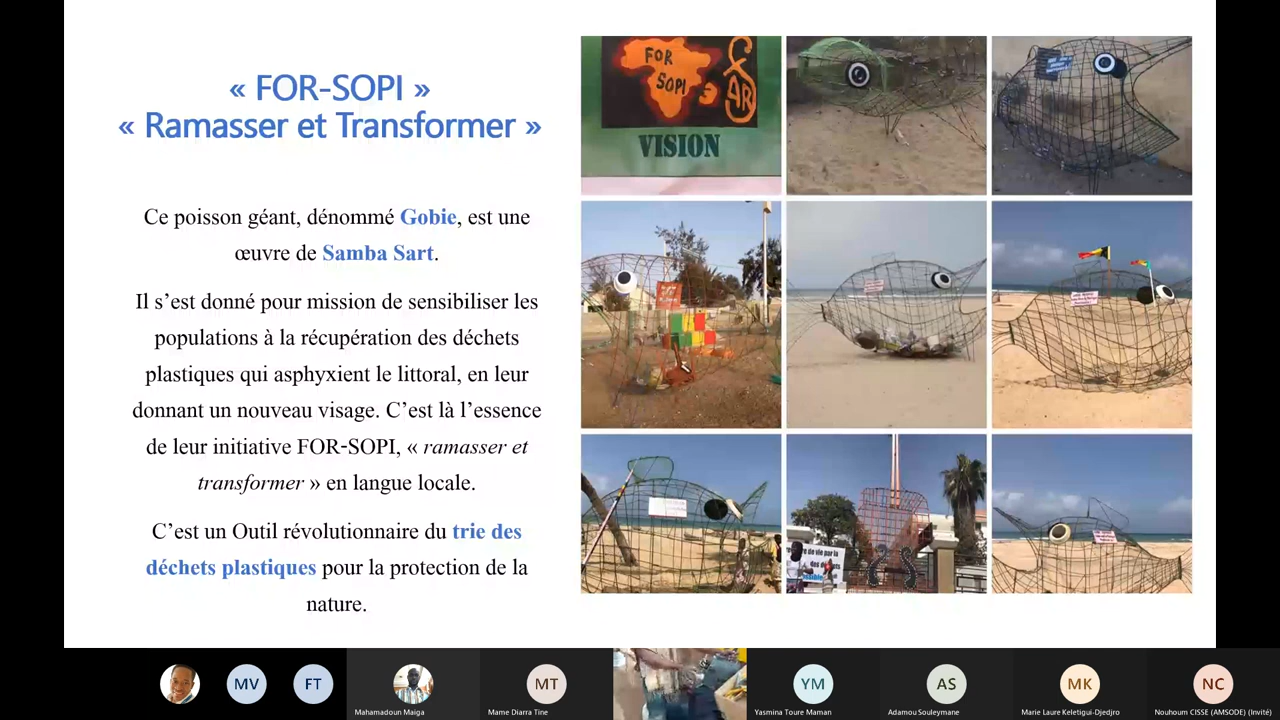 « FOR-SOPI »
« Ramasser et Transformer »
Ce poisson géant, dénommé Gobie, est une
œuvre de Samba Sart.
Il s’est donné pour mission de sensibiliser les
populations à la récupération des déchets
plastiques qui asphyxient le littoral, en leur
donnant un nouveau visage. C’est là l’essence
de leur initiative FOR-SOPI, « ramasser et
transformer » en langue locale.
C’est un Outil révolutionnaire du trie des
déchets plastiques pour la protection de la
nature.
FOR
SOPI
VISION
de vie par la
MV
FT
Mahamadoun Maiga
MT
Mame Diarra Tine
YM
Yasmina Toure Maman
AS
Adamou Souleymane
MK
Marie Laure Keletigui-Djedjro
NC
Nouhoum CISSÉ (AMSODE) (Invité)